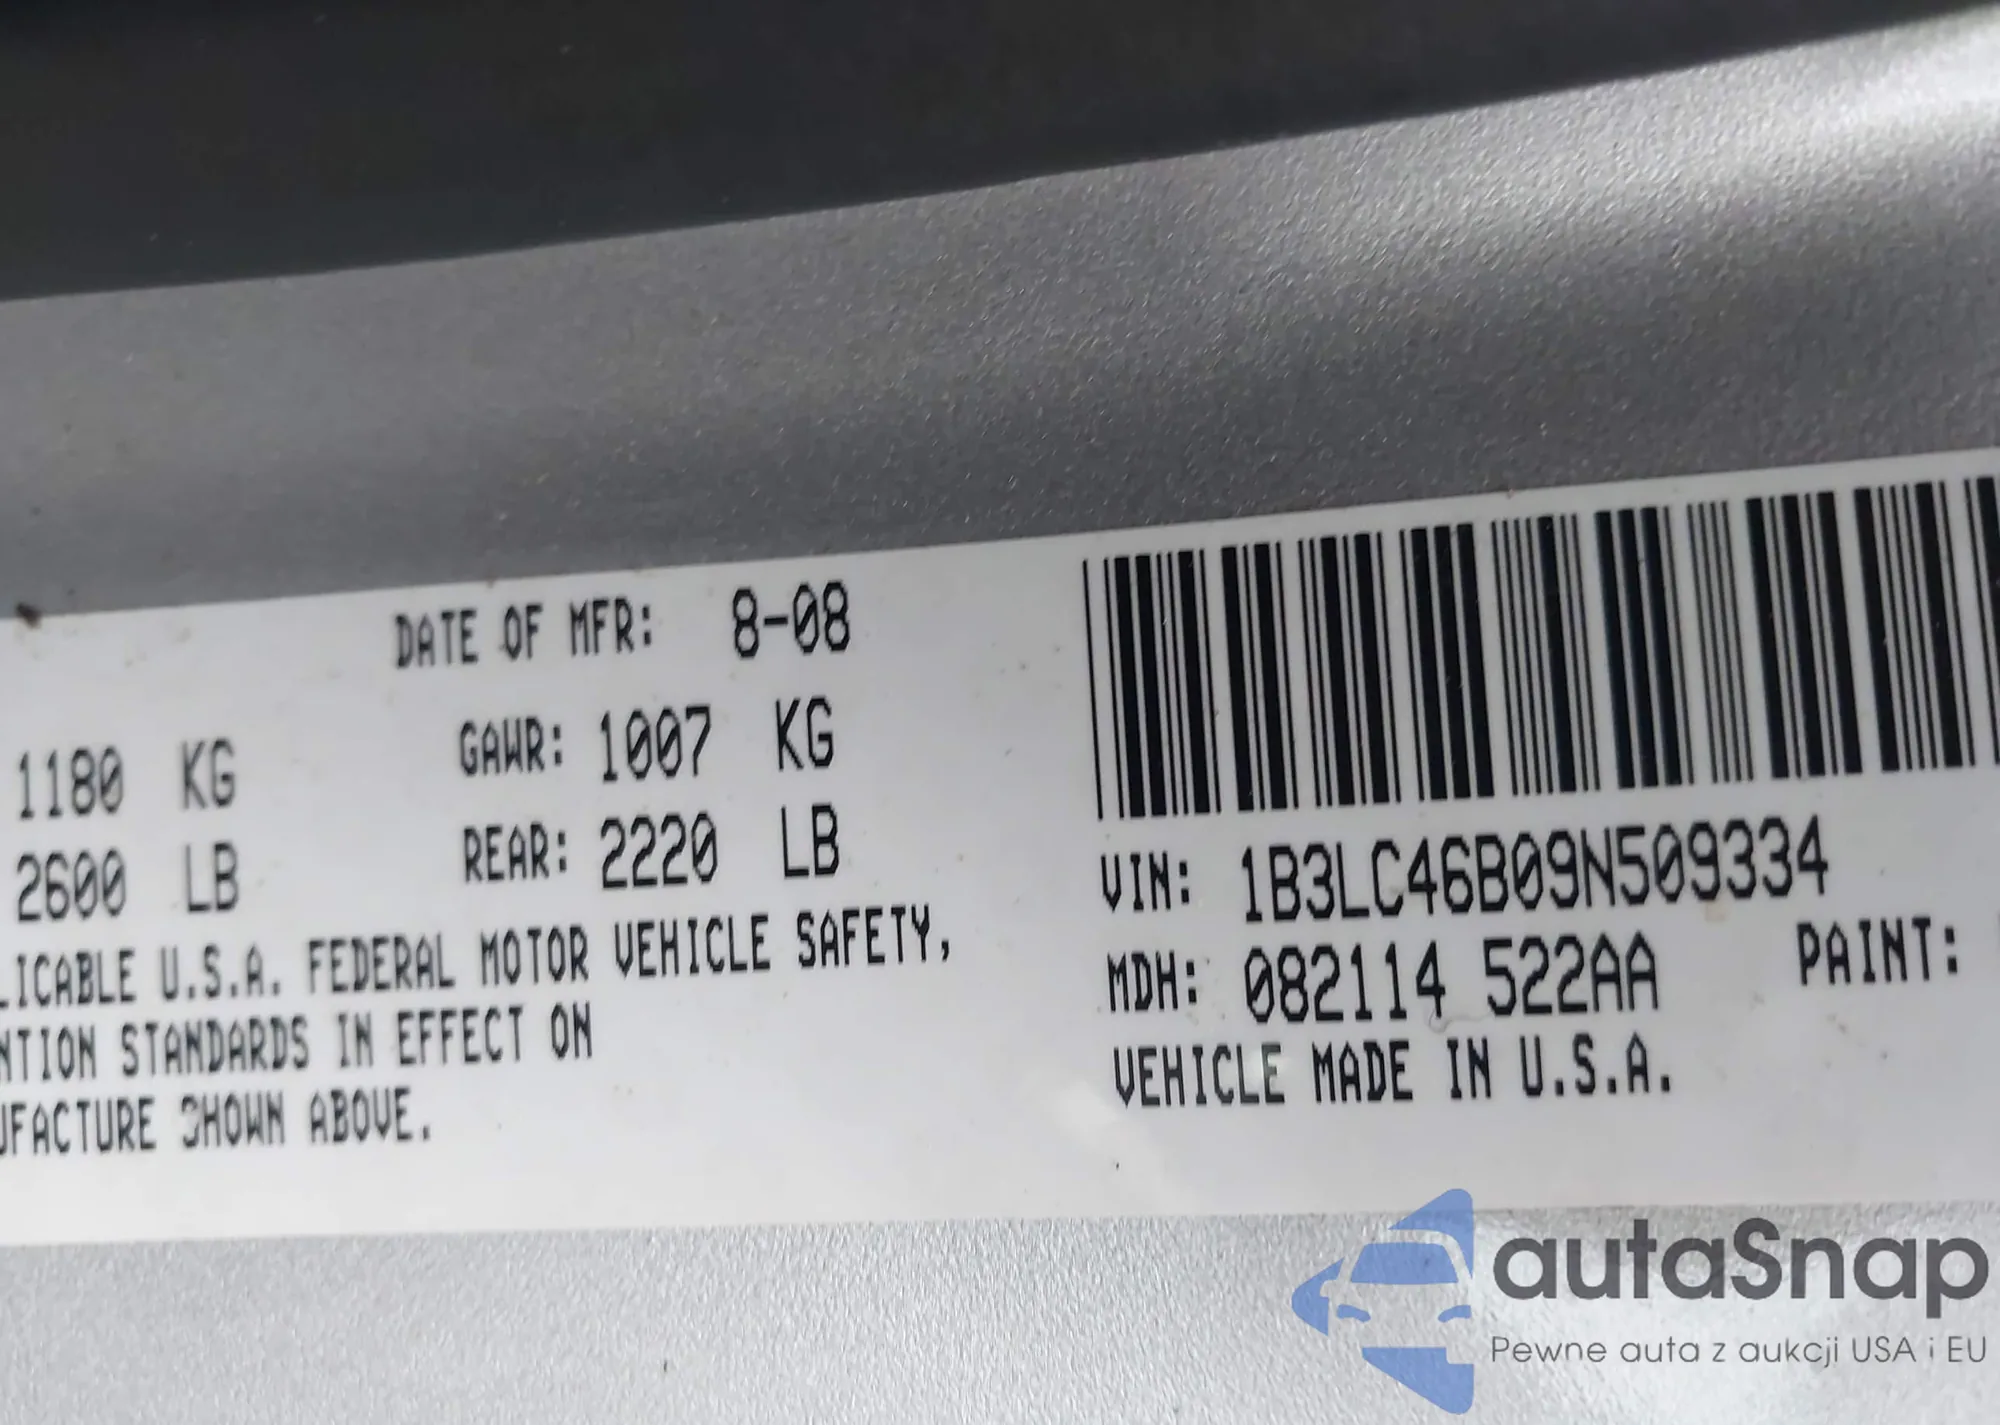 DATE OF MFR: 8-08
1180 KG GAWR: 1007 KG
2600 LB REAR: 2220 LB
LICABLE U.S.A. FEDERAL MOTOR VEHICLE SAFETY,
NTION STANDARDS IN EFFECT ON
UFACTURE SHOWN ABOVE.
VIN: 1B3LC46B09N509334
MDH: 082114 522AA PAINT:
VEHICLE MADE IN U.S.A.
autaSnap
Pewne auta z aukcji USA i EU